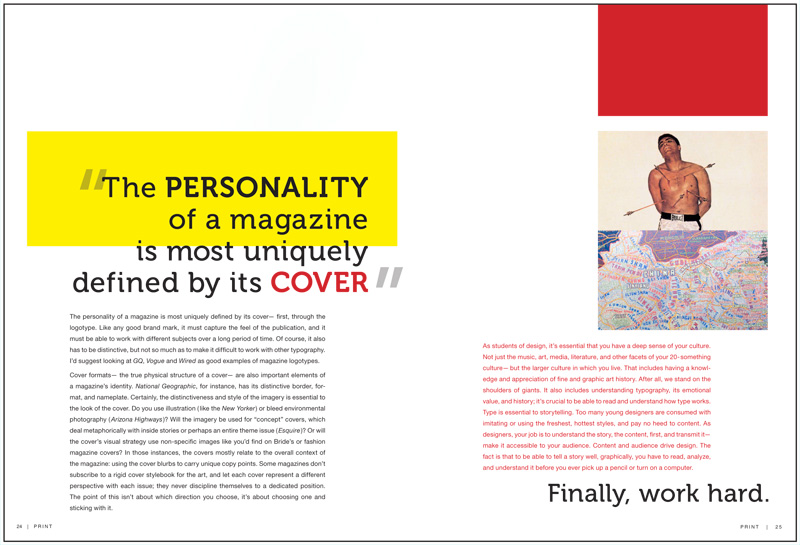 “The PERSONALITY
of a magazine
is most uniquely
defined by its COVER”
The personality of a magazine is most uniquely defined by its cover— first, through the
logotype. Like any good brand mark, it must capture the feel of the publication, and it
must be able to work with different subjects over a long period of time. Of course, it also
has to be distinctive, but not so much as to make it difficult to work with other typography.
I'd suggest looking at GQ, Vogue and Wired as good examples of magazine logotypes.
Cover formats— the true physical structure of a cover— are also important elements of
a magazine's identity. National Geographic, for instance, has its distinctive border, for-
mat, and nameplate. Certainly, the distinctiveness and style of the imagery is essential to
the look of the cover. Do you use illustration (like the New Yorker) or bleed environmental
photography (Arizona Highways)? Will the imagery be used for “concept” covers, which
deal metaphorically with inside stories or perhaps an entire theme issue (Esquire)? Or will
the cover's visual strategy use non-specific images like you'd find on Bride's or fashion
magazine covers? In those instances, the covers mostly relate to the overall context of
the magazine: using the cover blurbs to carry unique copy points. Some magazines don't
subscribe to a rigid cover stylebook for the art, and let each cover represent a different
perspective with each issue; they never discipline themselves to a dedicated position.
The point of this isn't about which direction you choose, it's about choosing one and
sticking with it.
24 | PRINT
As students of design, it's essential that you have a deep sense of your culture.
Not just the music, art, media, literature, and other facets of your 20-something
culture— but the larger culture in which you live. That includes having a knowl-
edge and appreciation of fine and graphic art history. After all, we stand on the
shoulders of giants. It also includes understanding typography, its emotional
value, and history; it's crucial to be able to read and understand how type works.
Type is essential to storytelling. Too many young designers are consumed with
imitating or using the freshest, hottest styles, and pay no heed to content. As
designers, your job is to understand the story, the content, first, and transmit it—
make it accessible to your audience. Content and audience drive design. The
fact is that to be able to tell a story well, graphically, you have to read, analyze,
and understand it before you ever pick up a pencil or turn on a computer.
Finally, work hard.
PRINT | 25